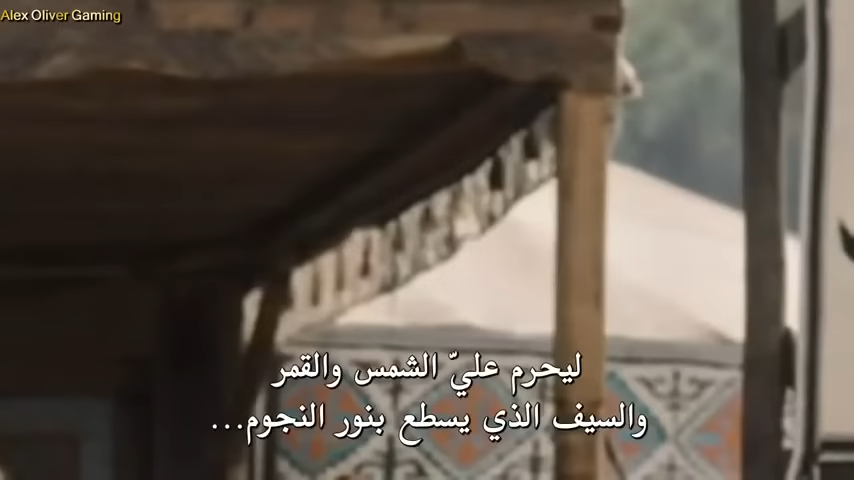 Alex Oliver Gaming
ليحرم عليّ الشمس والقمر
والسيف الذي يسطع بنور النجوم...